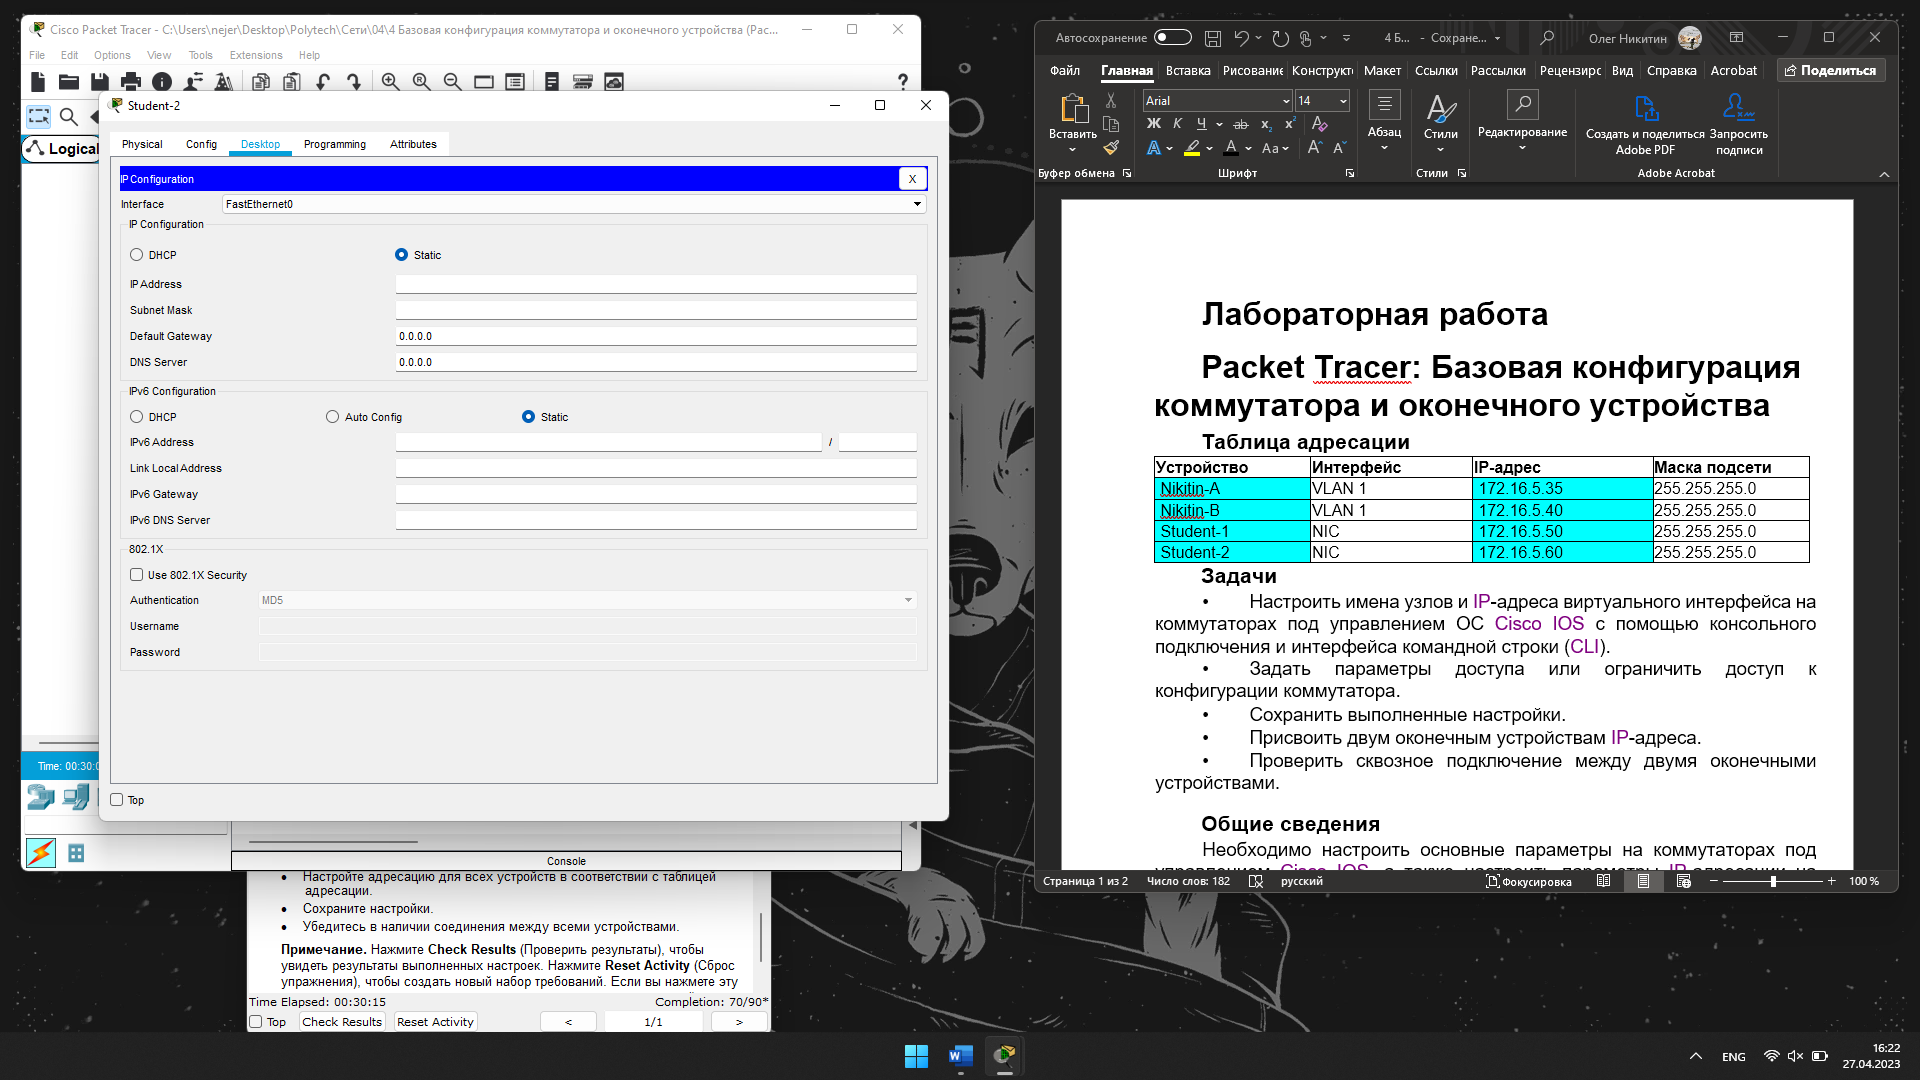 Cisco Packet Tracer - C:\Users\nejer\Desktop\Polytech\Сети\04\4 Базовая конфигурация коммутатора и оконечного устройства (Рас...
File Edit Options View Tools Extensions Help
Logical
Student-2
Physical Config Desktop Programming Attributes
IP Configuration X
Interface FastEthernet0
IP Configuration
DHCP Static
IP Address
Subnet Mask
Default Gateway 0.0.0.0
DNS Server 0.0.0.0
IPv6 Configuration
DHCP Auto Config Static
IPv6 Address /
Link Local Address
IPv6 Gateway
IPv6 DNS Server
802.1X
Use 802.1X Security
Authentication MD5
Username
Password
Top
Time: 00:30:0
Console
• Настройте адресацию для всех устройств в соответствии с таблицей
адресации.
• Сохраните настройки.
• Убедитесь в наличии соединения между всеми устройствами.
Примечание. Нажмите Check Results (Проверить результаты), чтобы
увидеть результаты выполненных настроек. Нажмите Reset Activity (Сброс
упражнения), чтобы создать новый набор требований. Если вы нажмете эту
Time Elapsed: 00:30:15 Completion: 70/90*
Top Check Results Reset Activity < 1/1 >
Автосохранение 4 Б... - Сохране... Олег Никитин
Файл Главная Вставка Рисование Конструкт Макет Ссылки Рассылки Рецензирс Вид Справка Acrobat Поделиться
Вставить
Буфер обмена
Arial 14
Ж К Ч ab x₂ x²
А А Аа А А
Шрифт
Абзац
Стили
Стили
Редактирование
Создать и поделиться
Adobe PDF
Запросить
подписи
Adobe Acrobat
Лабораторная работа
Packet Tracer: Базовая конфигурация
коммутатора и оконечного устройства
Таблица адресации
Устройство Интерфейс IP-адрес Маска подсети
Nikitin-A VLAN 1 172.16.5.35 255.255.255.0
Nikitin-B VLAN 1 172.16.5.40 255.255.255.0
Student-1 NIC 172.16.5.50 255.255.255.0
Student-2 NIC 172.16.5.60 255.255.255.0
Задачи
• Настроить имена узлов и IP-адреса виртуального интерфейса на
коммутаторах под управлением ОС Cisco IOS с помощью консольного
подключения и интерфейса командной строки (CLI).
• Задать параметры доступа или ограничить доступ к
конфигурации коммутатора.
• Сохранить выполненные настройки.
• Присвоить двум оконечным устройствам IP-адреса.
• Проверить сквозное подключение между двумя оконечными
устройствами.
Общие сведения
Необходимо настроить основные параметры на коммутаторах под
управлением Cisco IOS, а также настроить параметры IP-адресации на
Страница 1 из 2 Число слов: 182 русский Фокусировка 100 %
ENG
16:22
27.04.2023